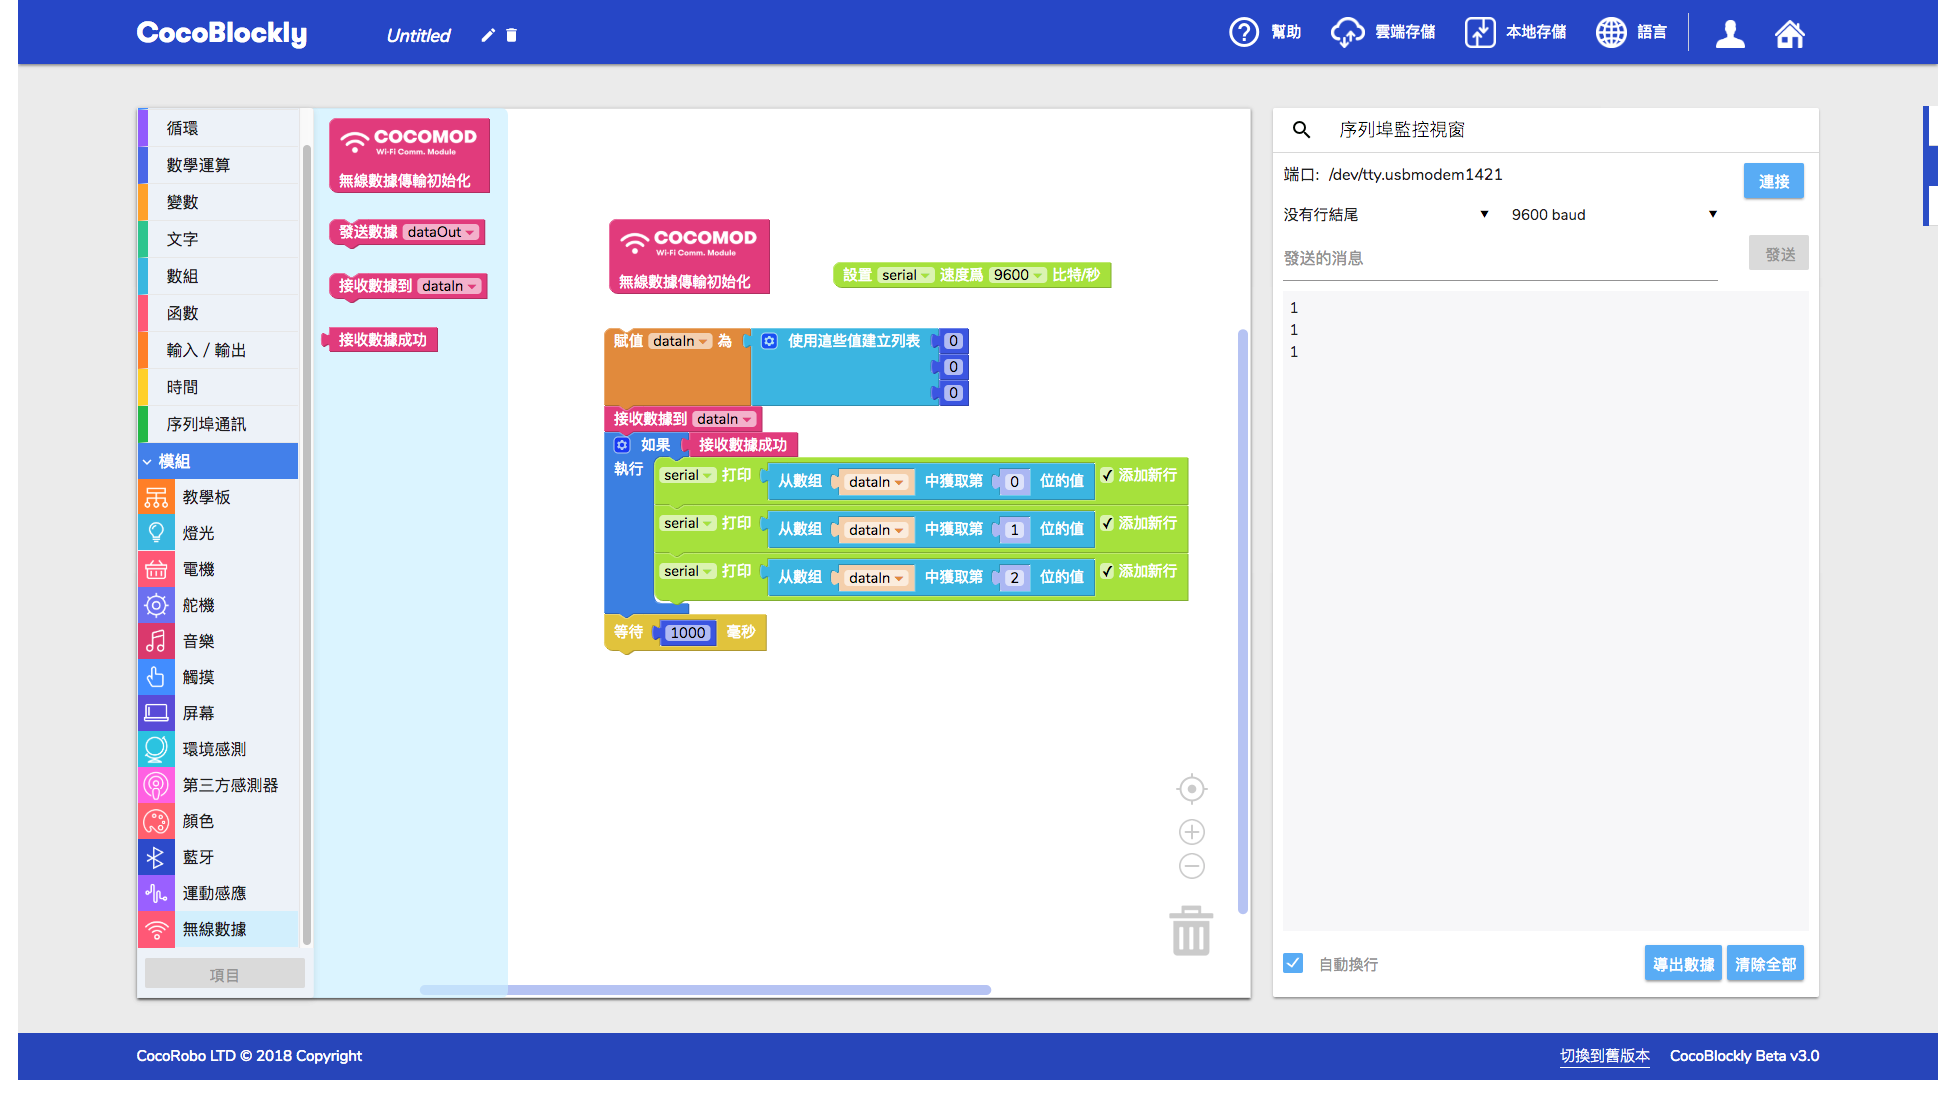 CocoBlockly
Untitled
幫助
雲端存儲
本地存儲
語言
循環
數學運算
變數
文字
數組
函數
輸入 / 輸出
時間
序列埠通訊
模組
教學板
燈光
電機
舵機
音樂
觸摸
屏幕
環境感測
第三方感測器
顏色
藍牙
運動感應
無線數據
項目
COCOMOD
Wi-Fi Comm. Module
無線數據傳輸初始化
發送數據 dataOut
接收數據到 dataIn
接收數據成功
COCOMOD
Wi-Fi Comm. Module
無線數據傳輸初始化
設置 serial 速度爲 9600 比特/秒
賦值 dataIn 為 使用這些值建立列表 0
0
0
接收數據到 dataIn
如果 接收數據成功
執行 serial 打印 从數组 dataIn 中獲取第 0 位的值 ✓ 添加新行
serial 打印 从數组 dataIn 中獲取第 1 位的值 ✓ 添加新行
serial 打印 从數组 dataIn 中獲取第 2 位的值 ✓ 添加新行
等待 1000 毫秒
序列埠監控視窗
端口: /dev/tty.usbmodem1421
連接
没有行結尾
9600 baud
發送的消息
發送
1
1
1
自動換行
導出數據
清除全部
CocoRobo LTD © 2018 Copyright
切換到舊版本
CocoBlockly Beta v3.0